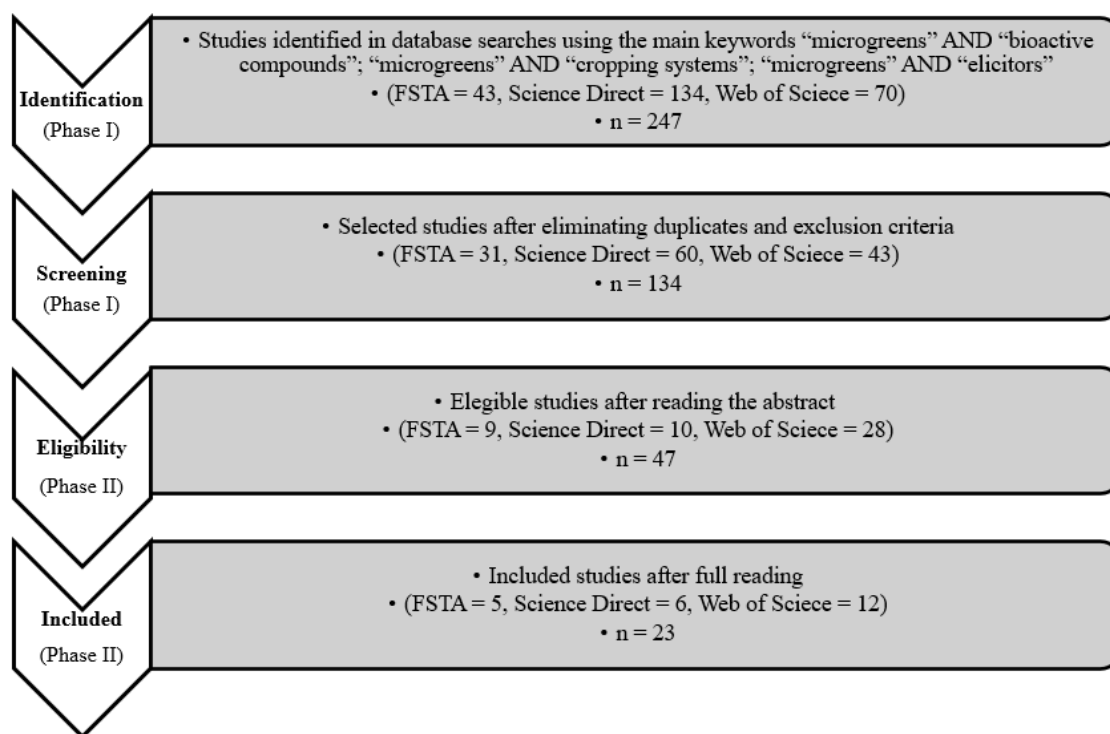 • Studies identified in database searches using the main keywords “microgreens” AND “bioactive
compounds”; “microgreens” AND “cropping systems”; “microgreens” AND “elicitors”
• (FSTA = 43, Science Direct = 134, Web of Sciece = 70)
• n = 247
Identification
(Phase I)
• Selected studies after eliminating duplicates and exclusion criteria
• (FSTA = 31, Science Direct = 60, Web of Sciece = 43)
• n = 134
Screening
(Phase I)
• Elegible studies after reading the abstract
• (FSTA = 9, Science Direct = 10, Web of Sciece = 28)
• n = 47
Eligibility
(Phase II)
• Included studies after full reading
• (FSTA = 5, Science Direct = 6, Web of Sciece = 12)
• n = 23
Included
(Phase II)